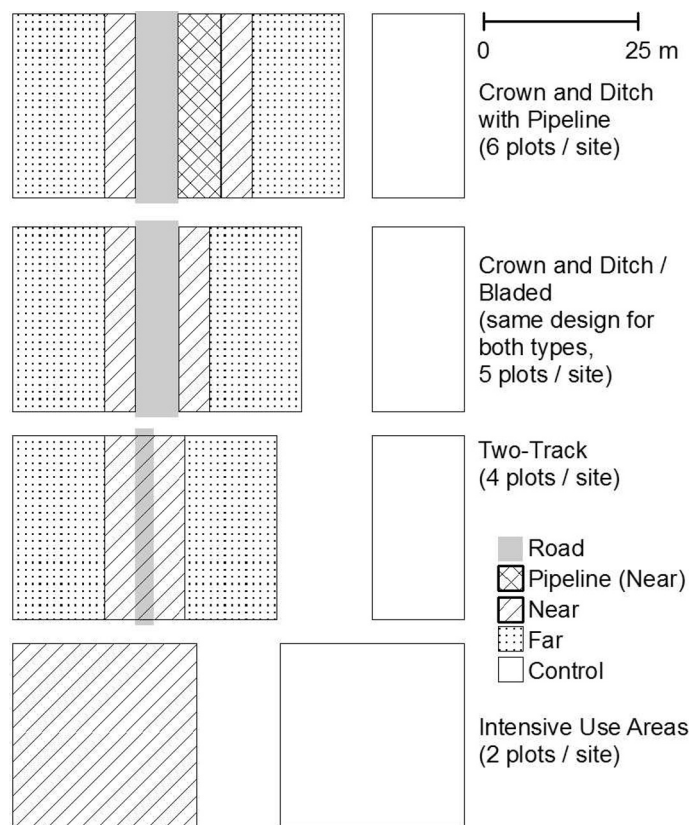 0
25 m
Crown and Ditch
with Pipeline
(6 plots / site)
Crown and Ditch /
Bladed
(same design for
both types,
5 plots / site)
Two-Track
(4 plots / site)
Road
Pipeline (Near)
Near
Far
Control
Intensive Use Areas
(2 plots / site)